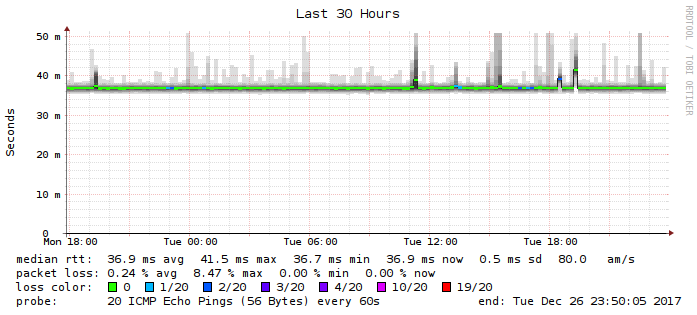 Last 30 Hours
RRDTOOL / TOBI OETIKER
Seconds
50 m
40 m
30 m
20 m
10 m
0
Mon 18:00 Tue 00:00 Tue 06:00 Tue 12:00 Tue 18:00
median rtt: 36.9 ms avg 41.5 ms max 36.7 ms min 36.9 ms now 0.5 ms sd 80.0 am/s
packet loss: 0.24 % avg 8.47 % max 0.00 % min 0.00 % now
loss color: 0 1/20 2/20 3/20 4/20 10/20 19/20
probe: 20 ICMP Echo Pings (56 Bytes) every 60s end: Tue Dec 26 23:50:05 2017